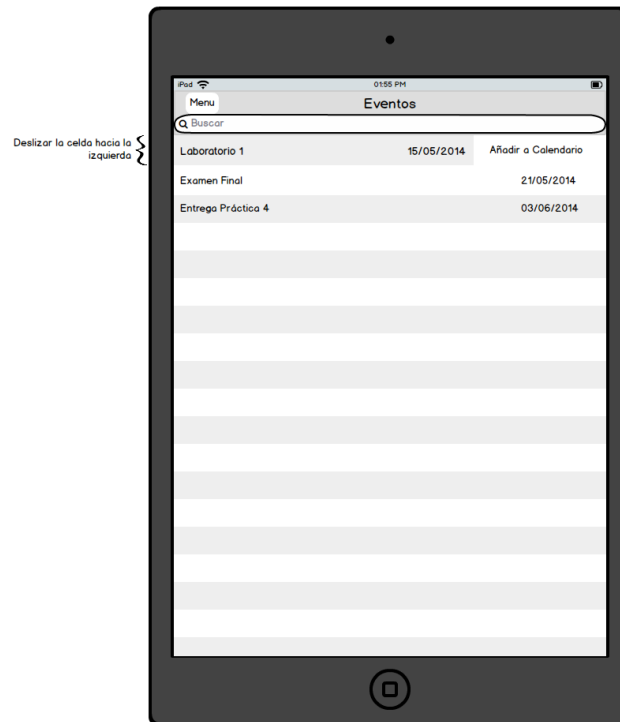 iPod 01:55 PM
Menu Eventos
Buscar
Deslizar la celda hacia la
izquierda
Laboratorio 1 15/05/2014 Añadir a Calendario
Examen Final 21/05/2014
Entrega Práctica 4 03/06/2014